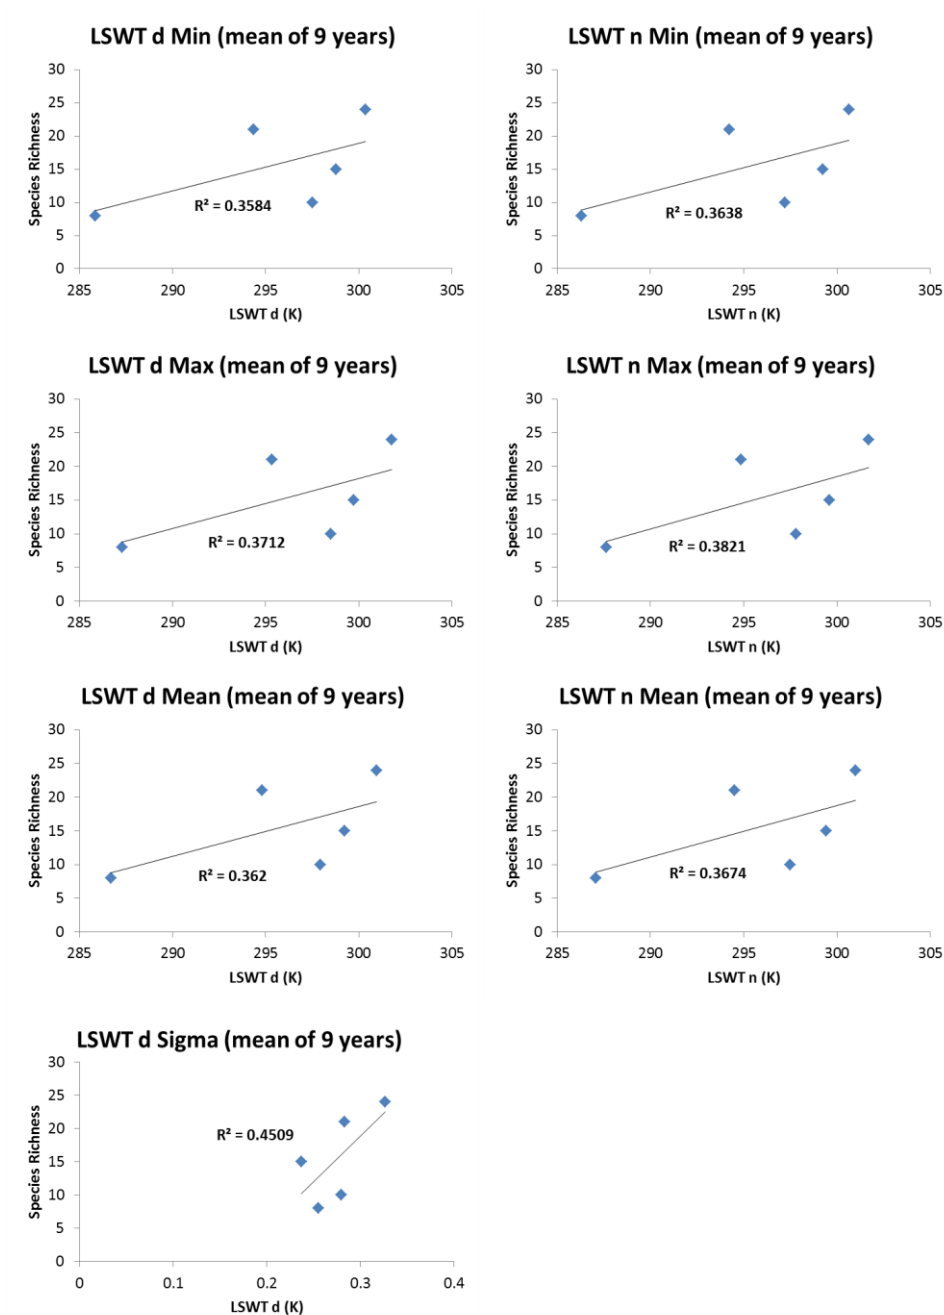 LSWT d Min (mean of 9 years)
30
25
20
15
10
5
0
Species Richness
R² = 0.3584
285 290 295 300 305
LSWT d (K)
LSWT n Min (mean of 9 years)
30
25
20
15
10
5
0
Species Richness
R² = 0.3638
285 290 295 300 305
LSWT n (K)
LSWT d Max (mean of 9 years)
30
25
20
15
10
5
0
Species Richness
R² = 0.3712
285 290 295 300 305
LSWT d (K)
LSWT n Max (mean of 9 years)
30
25
20
15
10
5
0
Species Richness
R² = 0.3821
285 290 295 300 305
LSWT n (K)
LSWT d Mean (mean of 9 years)
30
25
20
15
10
5
0
Species Richness
R² = 0.362
285 290 295 300 305
LSWT d (K)
LSWT n Mean (mean of 9 years)
30
25
20
15
10
5
0
Species Richness
R² = 0.3674
285 290 295 300 305
LSWT n (K)
LSWT d Sigma (mean of 9 years)
30
25
20
15
10
5
0
Species Richness
R² = 0.4509
0 0.1 0.2 0.3 0.4
LSWT d (K)